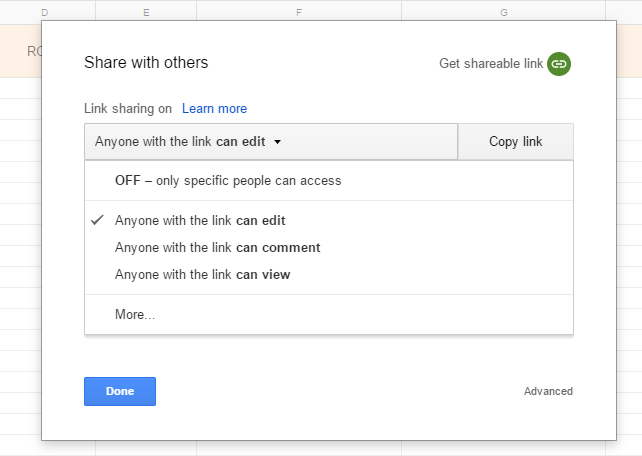 D E F G
RO
Share with others
Get shareable link
Link sharing on Learn more
Anyone with the link can edit
Copy link
OFF – only specific people can access
Anyone with the link can edit
Anyone with the link can comment
Anyone with the link can view
More...
Done
Advanced